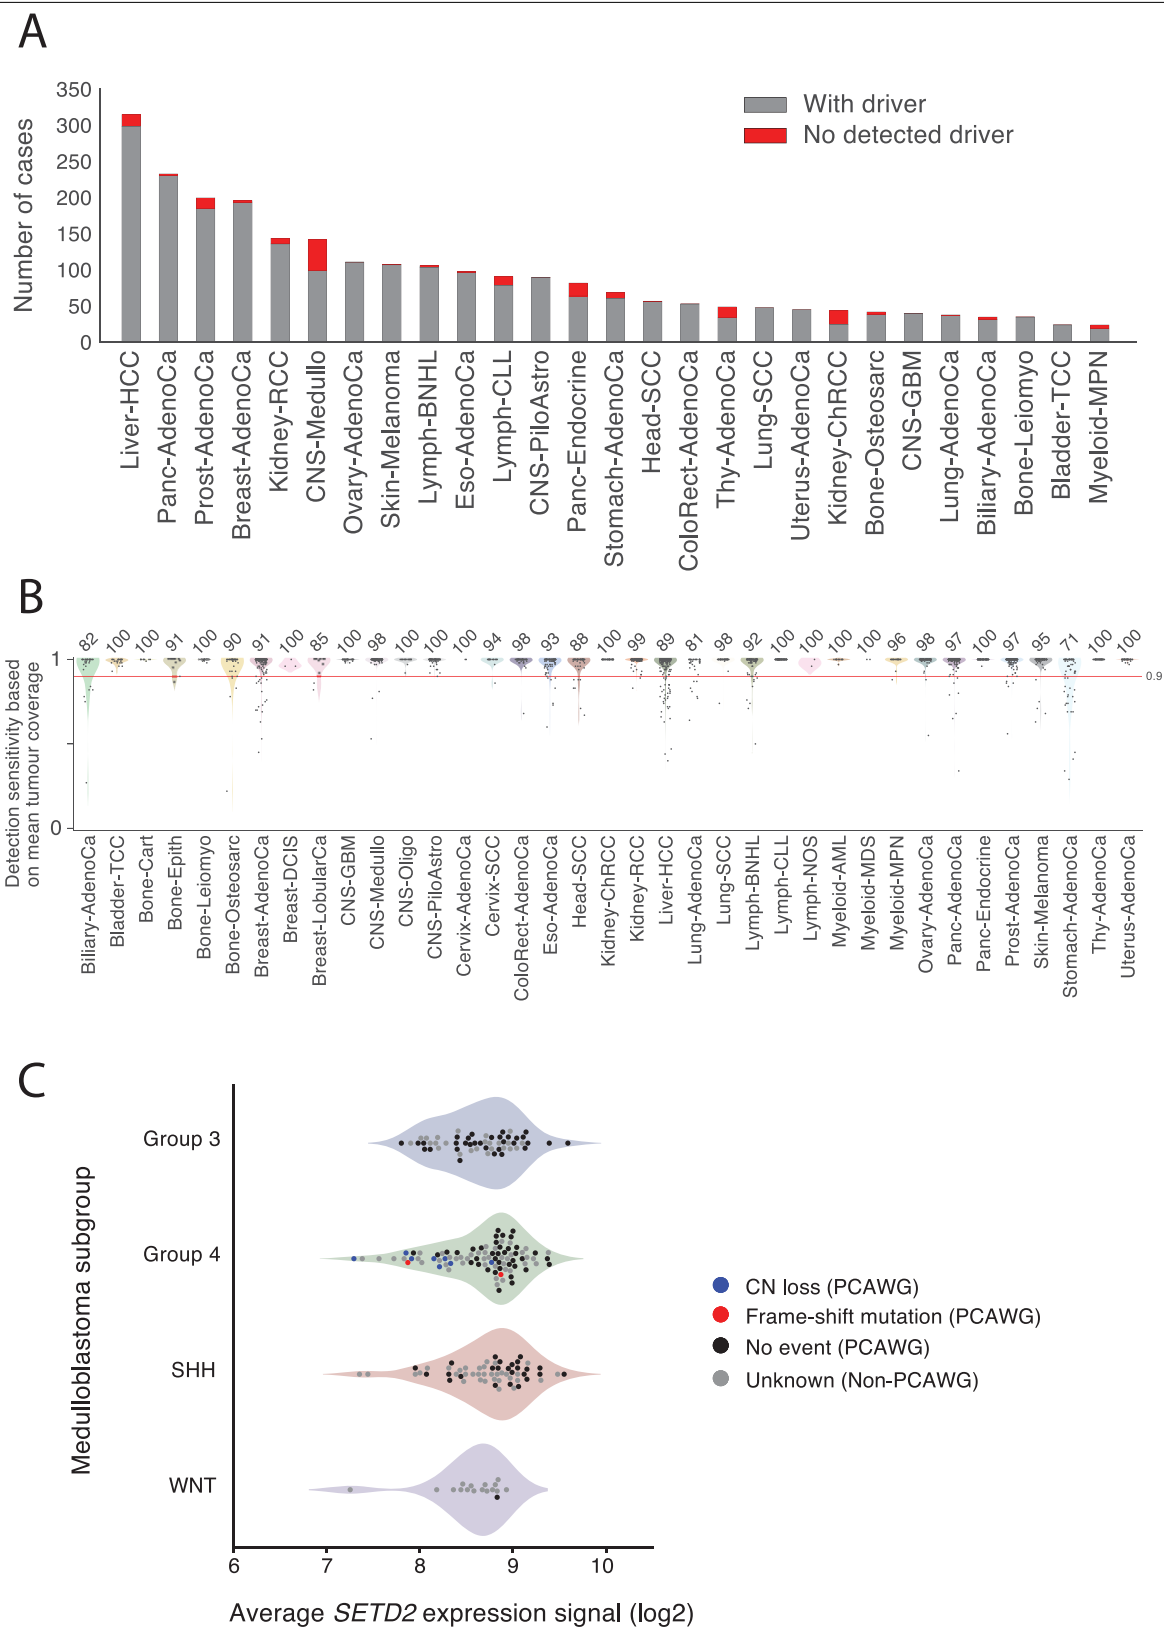 A
Number of cases
350
300
250
200
150
100
50
0
With driver
No detected driver
Liver-HCC
Panc-AdenoCa
Prost-AdenoCa
Breast-AdenoCa
Kidney-RCC
CNS-Medullo
Ovary-AdenoCa
Skin-Melanoma
Lymph-BNHL
Eso-AdenoCa
Lymph-CLL
CNS-PiloAstro
Panc-Endocrine
Stomach-AdenoCa
Head-SCC
ColoRect-AdenoCa
Thy-AdenoCa
Lung-SCC
Uterus-AdenoCa
Kidney-ChRCC
Bone-Osteosarc
CNS-GBM
Lung-AdenoCa
Biliary-AdenoCa
Bone-Leiomyo
Bladder-TCC
Myeloid-MPN
B
Detection sensitivity based
on mean tumour coverage
1
0
82
100
100
91
100
90
91
100
85
100
98
100
100
100
94
98
93
88
100
99
89
81
98
92
100
100
100
100
96
98
97
100
97
95
71
100
100
0.9
Biliary-AdenoCa
Bladder-TCC
Bone-Cart
Bone-Epith
Bone-Leiomyo
Bone-Osteosarc
Breast-AdenoCa
Breast-DCIS
Breast-LobularCa
CNS-GBM
CNS-Medullo
CNS-Oligo
CNS-PiloAstro
Cervix-AdenoCa
Cervix-SCC
ColoRect-AdenoCa
Eso-AdenoCa
Head-SCC
Kidney-ChRCC
Kidney-RCC
Liver-HCC
Lung-AdenoCa
Lung-SCC
Lymph-BNHL
Lymph-CLL
Lymph-NOS
Myeloid-AML
Myeloid-MDS
Myeloid-MPN
Ovary-AdenoCa
Panc-AdenoCa
Panc-Endocrine
Prost-AdenoCa
Skin-Melanoma
Stomach-AdenoCa
Thy-AdenoCa
Uterus-AdenoCa
C
Medulloblastoma subgroup
Group 3
Group 4
SHH
WNT
CN loss (PCAWG)
Frame-shift mutation (PCAWG)
No event (PCAWG)
Unknown (Non-PCAWG)
6
7
8
9
10
Average SETD2 expression signal (log2)